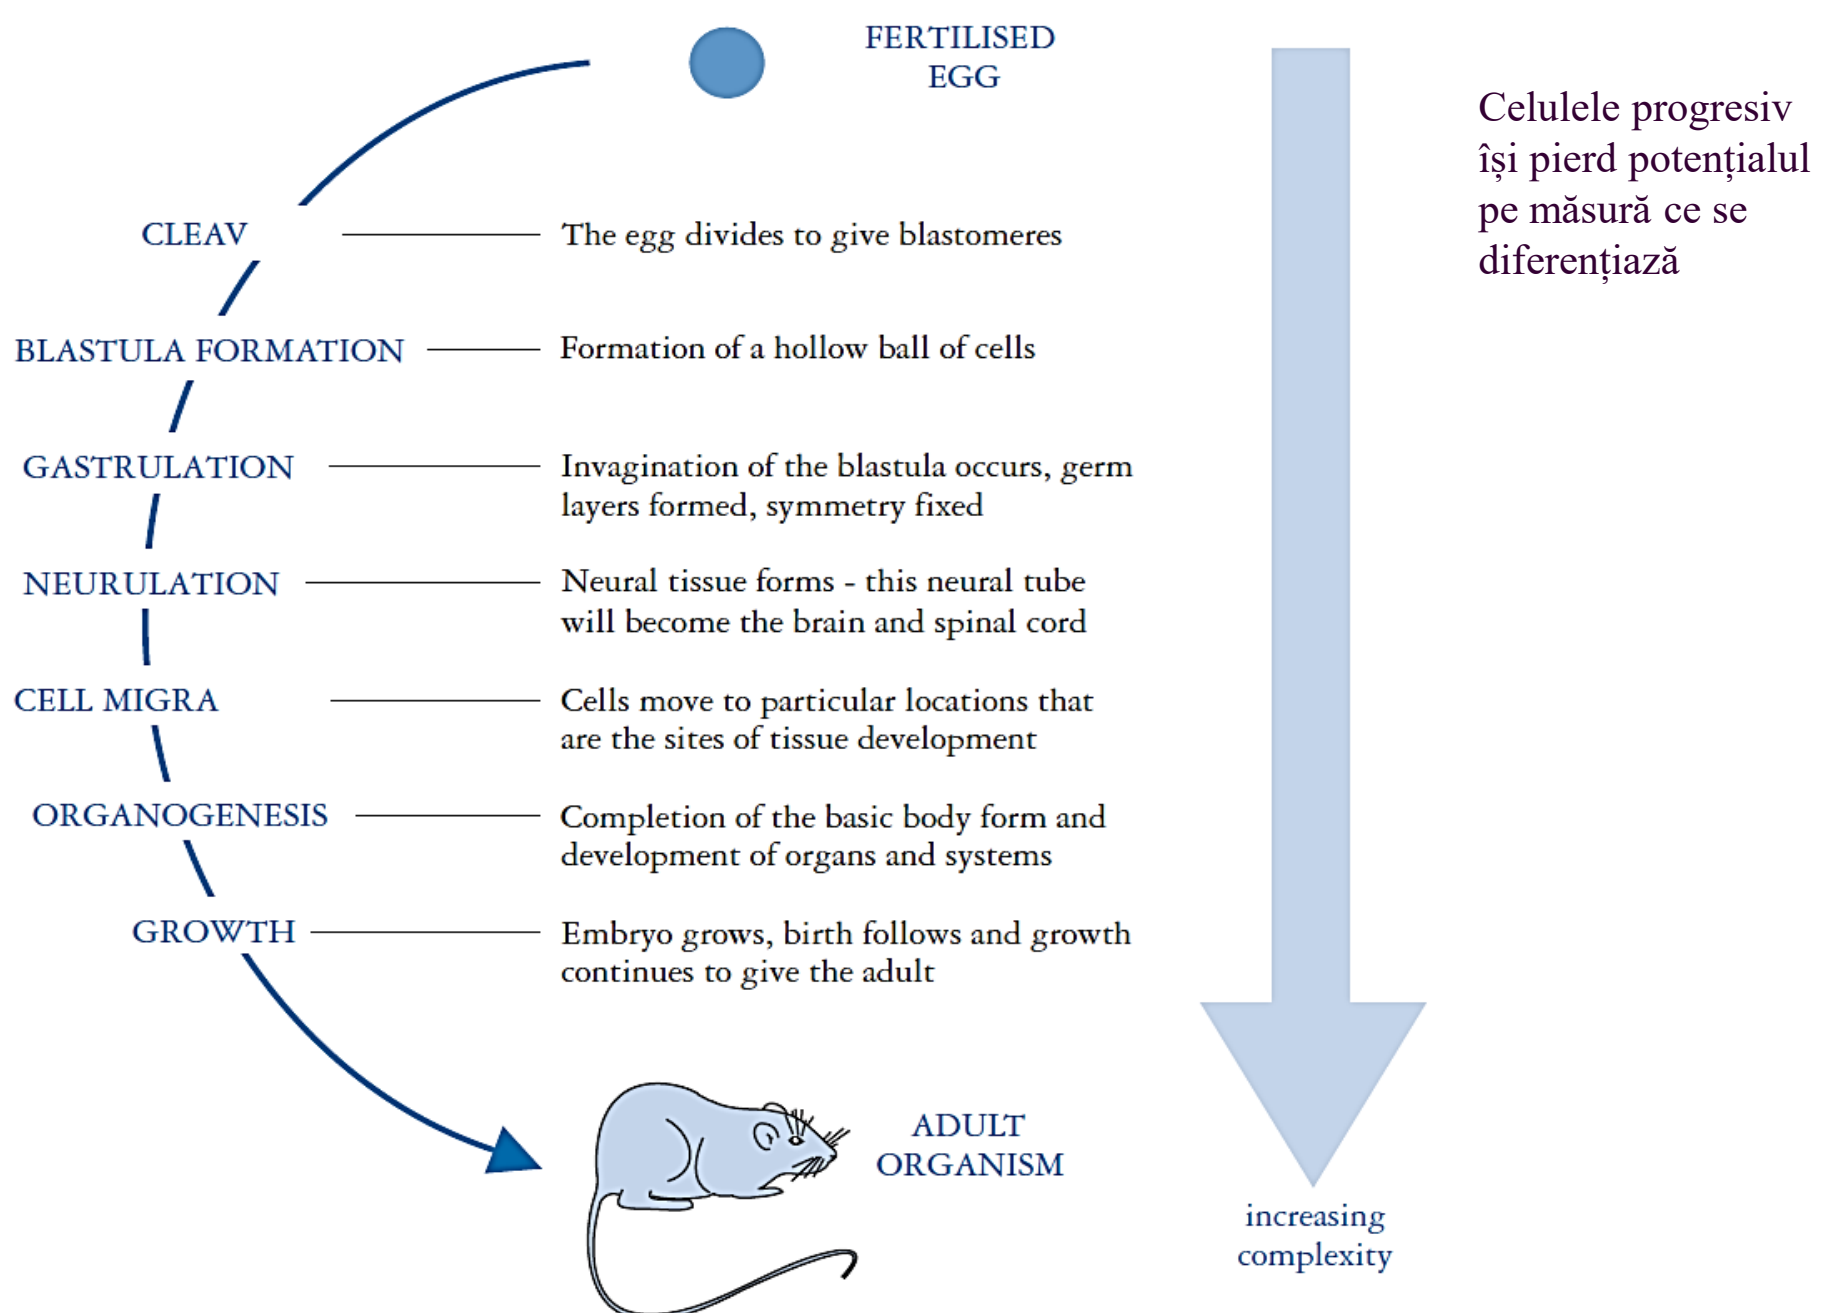 FERTILISED
EGG
Celulele progresiv
își pierd potențialul
pe măsură ce se
diferențiază
CLEAV
The egg divides to give blastomeres
BLASTULA FORMATION
Formation of a hollow ball of cells
GASTRULATION
Invagination of the blastula occurs, germ
layers formed, symmetry fixed
NEURULATION
Neural tissue forms - this neural tube
will become the brain and spinal cord
CELL MIGRA
Cells move to particular locations that
are the sites of tissue development
ORGANOGENESIS
Completion of the basic body form and
development of organs and systems
GROWTH
Embryo grows, birth follows and growth
continues to give the adult
ADULT
ORGANISM
increasing
complexity